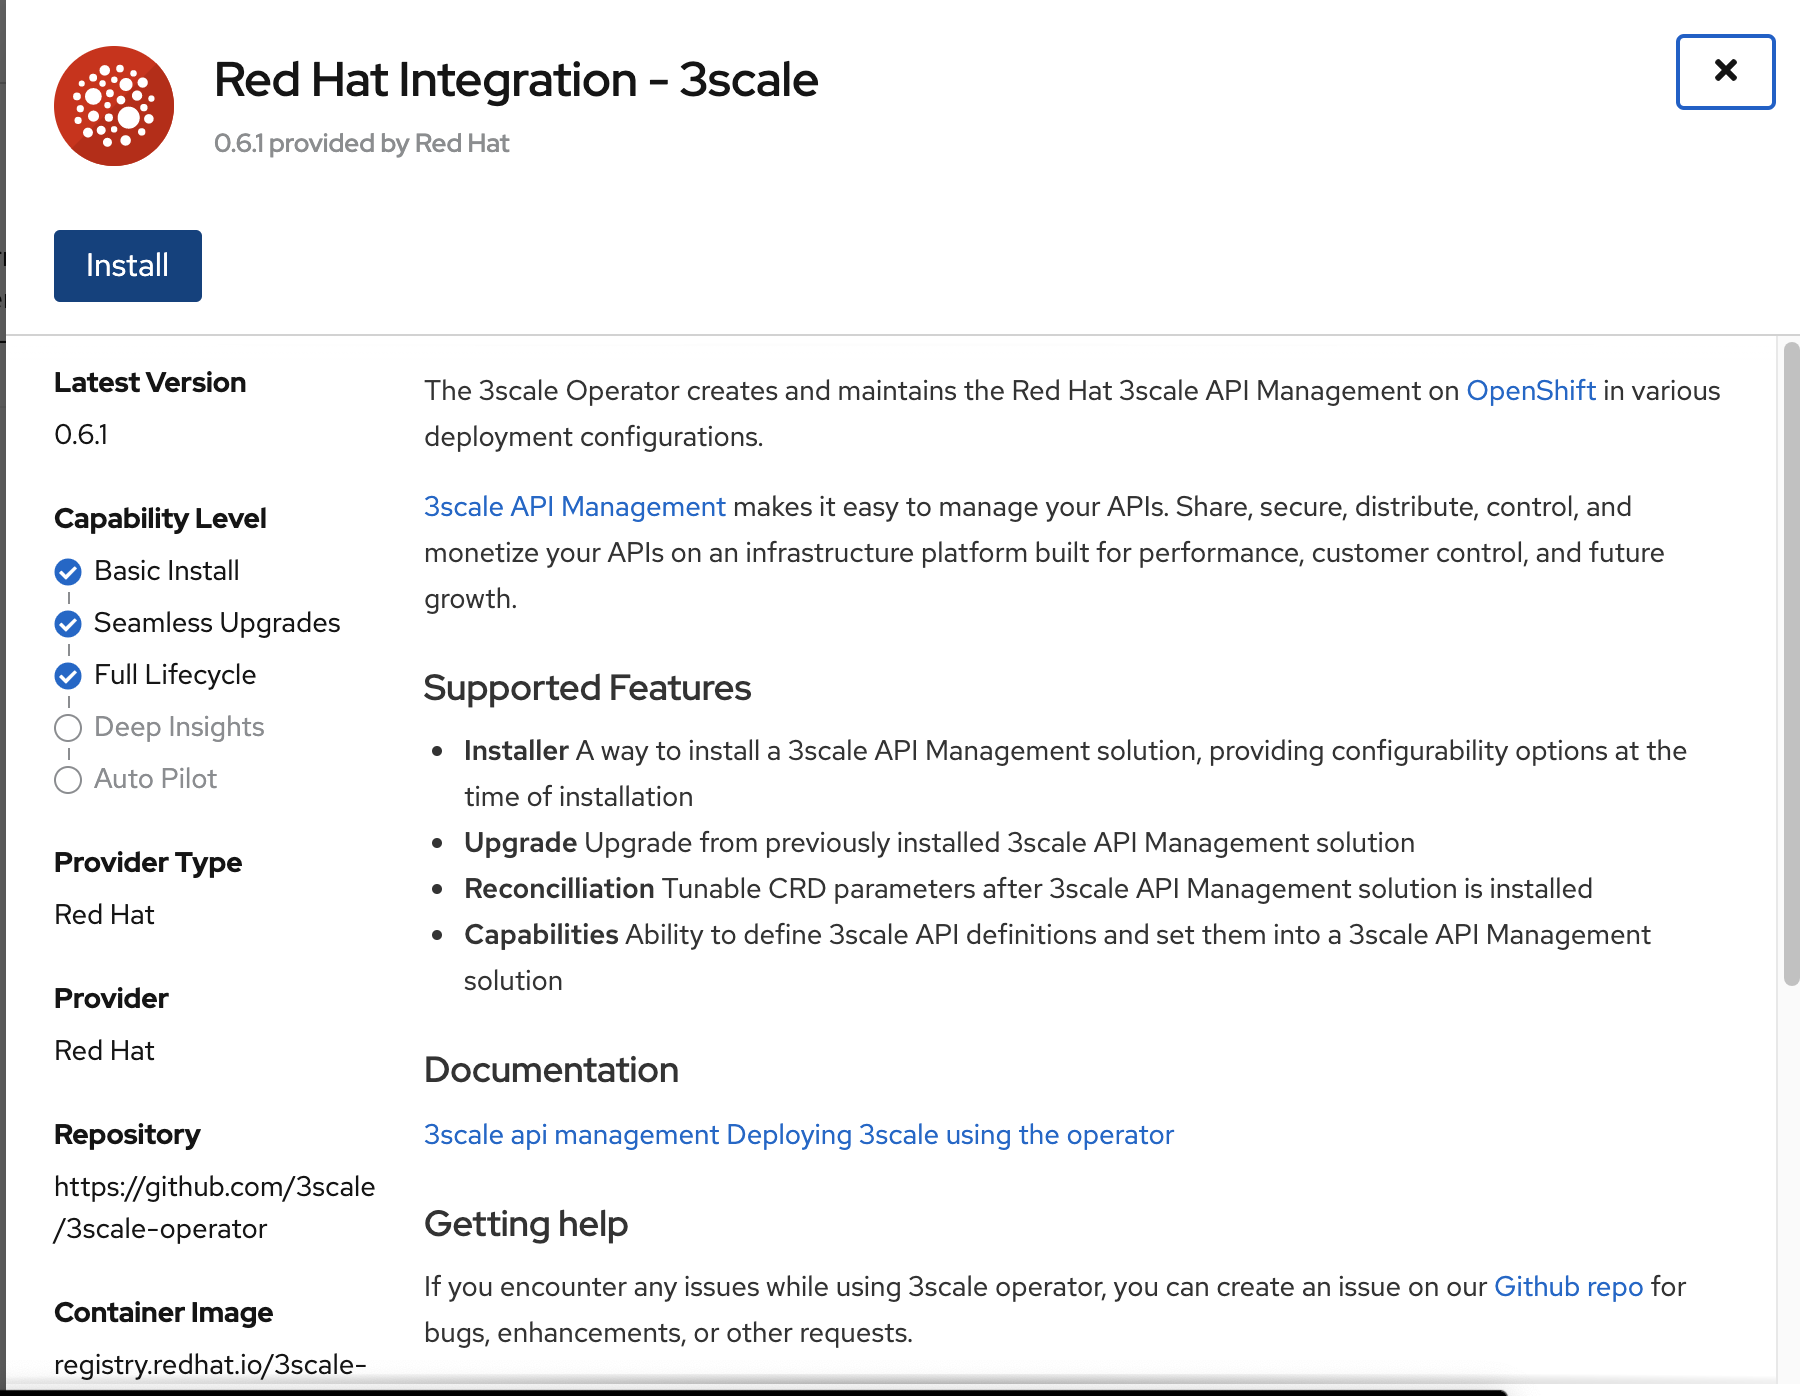 Red Hat Integration - 3scale
0.6.1 provided by Red Hat
Install
Latest Version
0.6.1
Capability Level
Basic Install
Seamless Upgrades
Full Lifecycle
Deep Insights
Auto Pilot
Provider Type
Red Hat
Provider
Red Hat
Repository
https://github.com/3scale
/3scale-operator
Container Image
registry.redhat.io/3scale-
The 3scale Operator creates and maintains the Red Hat 3scale API Management on OpenShift in various
deployment configurations.
3scale API Management makes it easy to manage your APIs. Share, secure, distribute, control, and
monetize your APIs on an infrastructure platform built for performance, customer control, and future
growth.
Supported Features
• Installer A way to install a 3scale API Management solution, providing configurability options at the
time of installation
• Upgrade Upgrade from previously installed 3scale API Management solution
• Reconcilliation Tunable CRD parameters after 3scale API Management solution is installed
• Capabilities Ability to define 3scale API definitions and set them into a 3scale API Management
solution
Documentation
3scale api management Deploying 3scale using the operator
Getting help
If you encounter any issues while using 3scale operator, you can create an issue on our Github repo for
bugs, enhancements, or other requests.